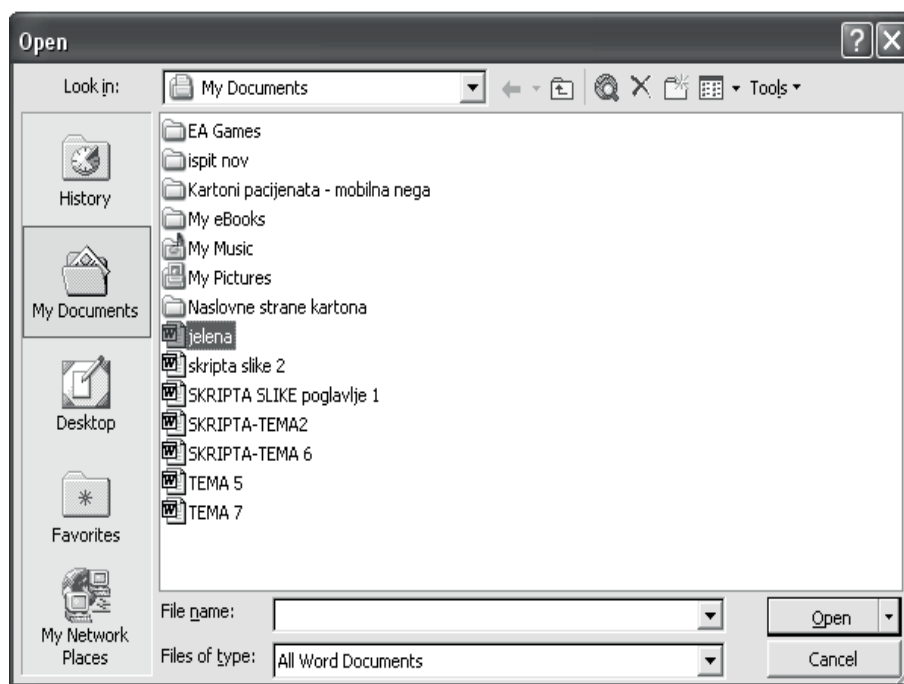 Open
Look in:
My Documents
Tools
History
My Documents
Desktop
Favorites
My Network
Places
EA Games
ispit nov
Kartoni pacijenata - mobilna nega
My eBooks
My Music
My Pictures
Naslovne strane kartona
jelena
skripta slike 2
SKRIPTA SLIKE poglavlje 1
SKRIPTA-TEMA2
SKRIPTA-TEMA 6
TEMA 5
TEMA 7
File name:
Open
Files of type:
All Word Documents
Cancel